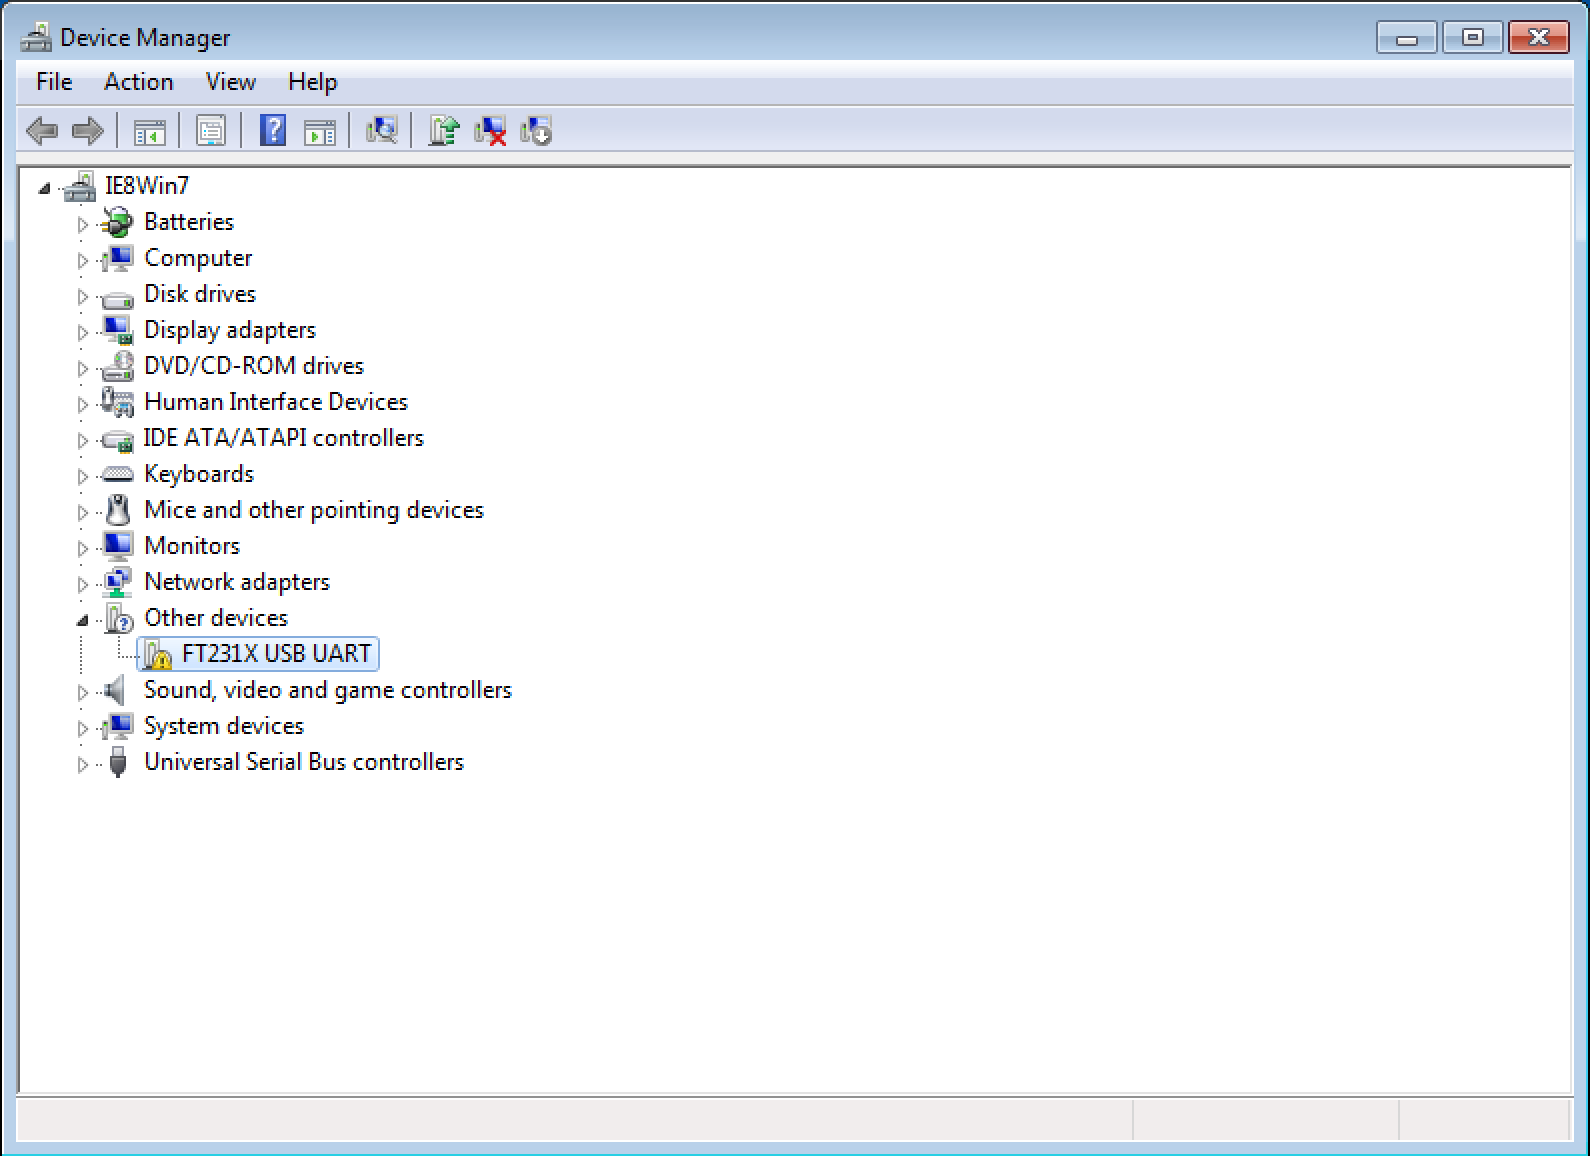 Device Manager
File Action View Help
IE8Win7
Batteries
Computer
Disk drives
Display adapters
DVD/CD-ROM drives
Human Interface Devices
IDE ATA/ATAPI controllers
Keyboards
Mice and other pointing devices
Monitors
Network adapters
Other devices
FT231X USB UART
Sound, video and game controllers
System devices
Universal Serial Bus controllers